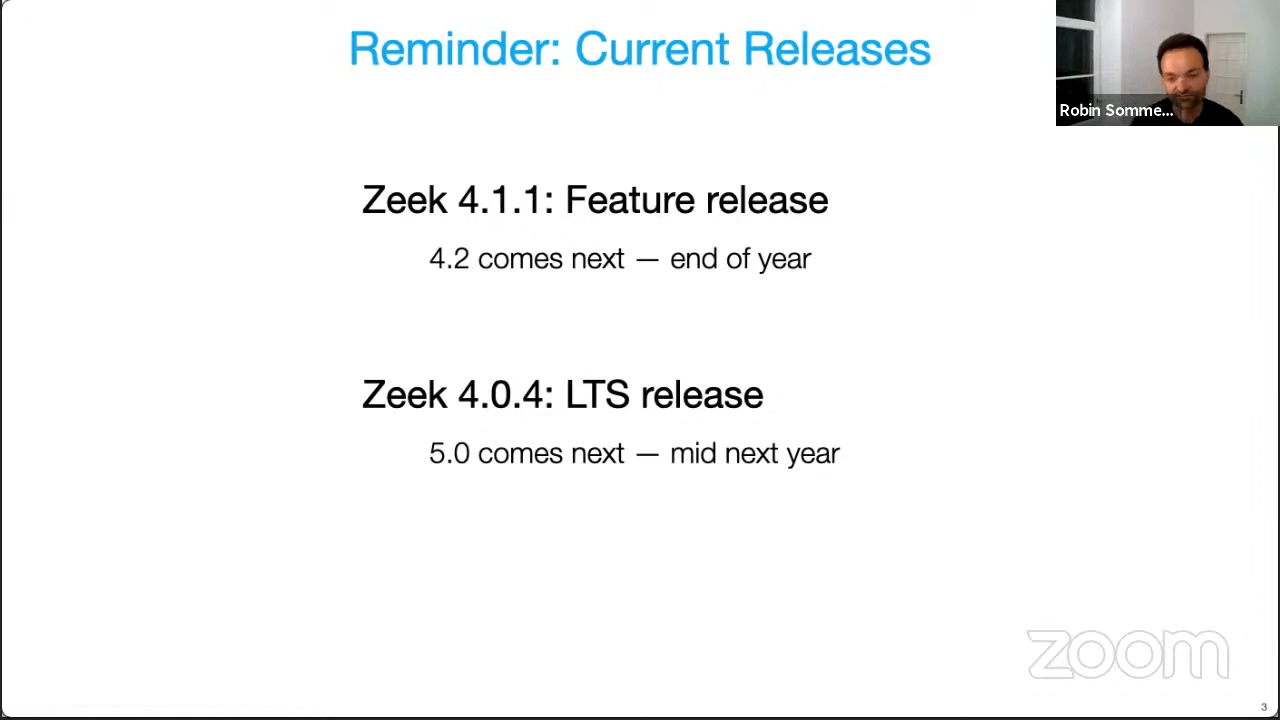 Reminder: Current Releases
Robin Somme...
Zeek 4.1.1: Feature release
4.2 comes next — end of year
Zeek 4.0.4: LTS release
5.0 comes next — mid next year
zoom
3